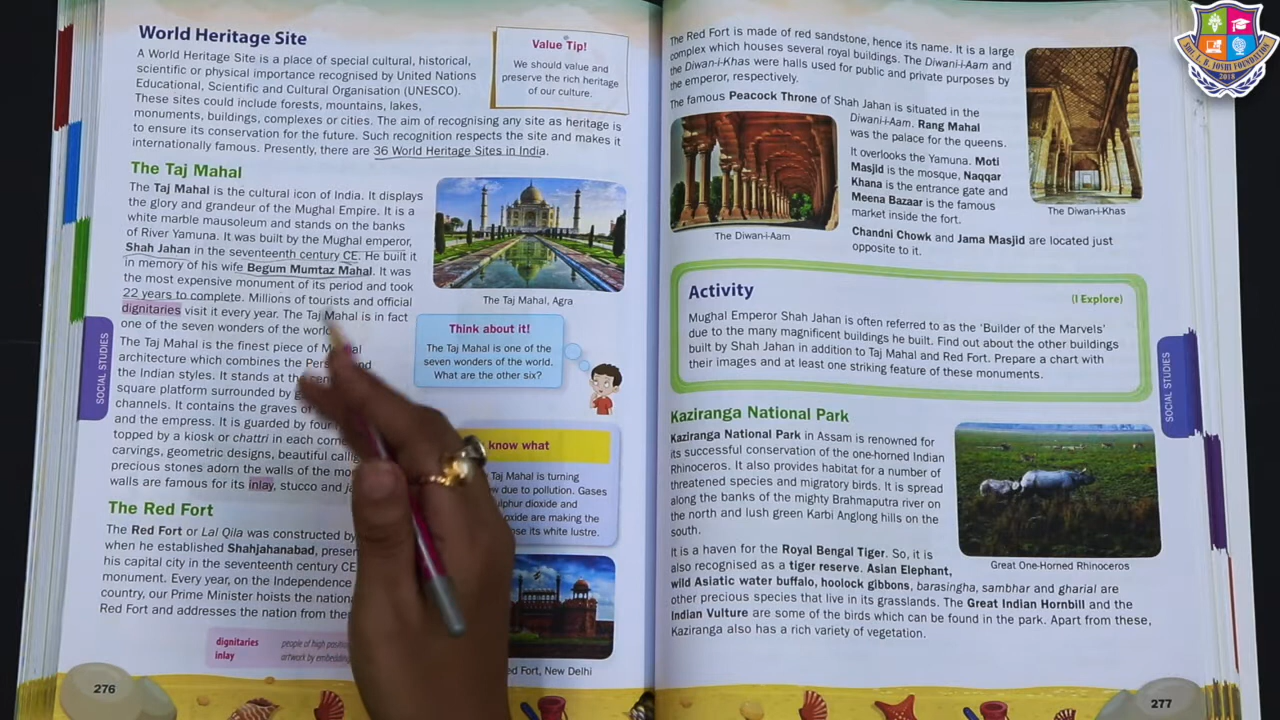 World Heritage Site
A World Heritage Site is a place of special cultural, historical,
scientific or physical importance recognised by United Nations
Educational, Scientific and Cultural Organisation (UNESCO).
These sites could include forests, mountains, lakes,
monuments, buildings, complexes or cities. The aim of recognising any site as heritage is
to ensure its conservation for the future. Such recognition respects the site and makes it
internationally famous. Presently, there are 36 World Heritage Sites in India.
Value Tip!
We should value and
preserve the rich heritage
of our culture.
The Taj Mahal
The Taj Mahal is the cultural icon of India. It displays
the glory and grandeur of the Mughal Empire. It is a
white marble mausoleum and stands on the banks
of River Yamuna. It was built by the Mughal emperor,
Shah Jahan in the seventeenth century CE. He built it
in memory of his wife Begum Mumtaz Mahal. It was
the most expensive monument of its period and took
22 years to complete. Millions of tourists and official
dignitaries visit it every year. The Taj Mahal is in fact
one of the seven wonders of the world
The Taj Mahal is the finest piece of
architecture which combines the and
the Indian styles. It stands at the
square platform surrounded by
channels. It contains the graves of
and the empress. It is guarded by four
topped by a kiosk or chattri in each
carvings, geometric designs, beautiful
precious stones adorn the walls of the
walls are famous for its inlay, stucco and
The Taj Mahal, Agra
Think about it!
The Taj Mahal is one of the
seven wonders of the world.
What are the other six?
know what
Taj Mahal is turning
due to pollution. Gases
dioxide and
are making the
its white lustre.
The Red Fort
The Red Fort or Lal Qila was constructed by
when he established Shahjahanabad,
his capital city in the seventeenth century CE
monument. Every year, on the Independence
country, our Prime Minister hoists the
Red Fort and addresses the nation from
Fort, New Delhi
dignitaries people of high
inlay artwork by
276
SOCIAL STUDIES
The Red Fort is made of red sandstone, hence its name. It is a large
complex which houses several royal buildings. The Diwan-i-Aam and
the Diwan-i-Khas were halls used for public and private purposes by
the emperor, respectively.
The famous Peacock Throne of Shah Jahan is situated in the
Diwan-i-Aam. Rang Mahal
was the palace for the queens.
It overlooks the Yamuna. Moti
Masjid is the mosque, Naqqar
Khana is the entrance gate and
Meena Bazaar is the famous
market inside the fort.
Chandni Chowk and Jama Masjid are located just
opposite to it.
The Diwan-i-Aam
The Diwan-i-Khas
Activity
(I Explore)
Mughal Emperor Shah Jahan is often referred to as the 'Builder of the Marvels'
due to the many magnificent buildings he built. Find out about the other buildings
built by Shah Jahan in addition to Taj Mahal and Red Fort. Prepare a chart with
their images and at least one striking feature of these monuments.
Kaziranga National Park
Kaziranga National Park in Assam is renowned for
its successful conservation of the one-horned Indian
Rhinoceros. It also provides habitat for a number of
threatened species and migratory birds. It is spread
along the banks of the mighty Brahmaputra river on
the north and lush green Karbi Anglong hills on the
south.
It is a haven for the Royal Bengal Tiger. So, it is
also recognised as a tiger reserve. Asian Elephant,
wild Asiatic water buffalo, hoolock gibbons, barasingha, sambhar and gharial are
other precious species that live in its grasslands. The Great Indian Hornbill and the
Indian Vulture are some of the birds which can be found in the park. Apart from these,
Kaziranga also has a rich variety of vegetation.
Great One-Horned Rhinoceros
SOCIAL STUDIES
277
SHL. L. B. JOSHI FOUNDATION
2018